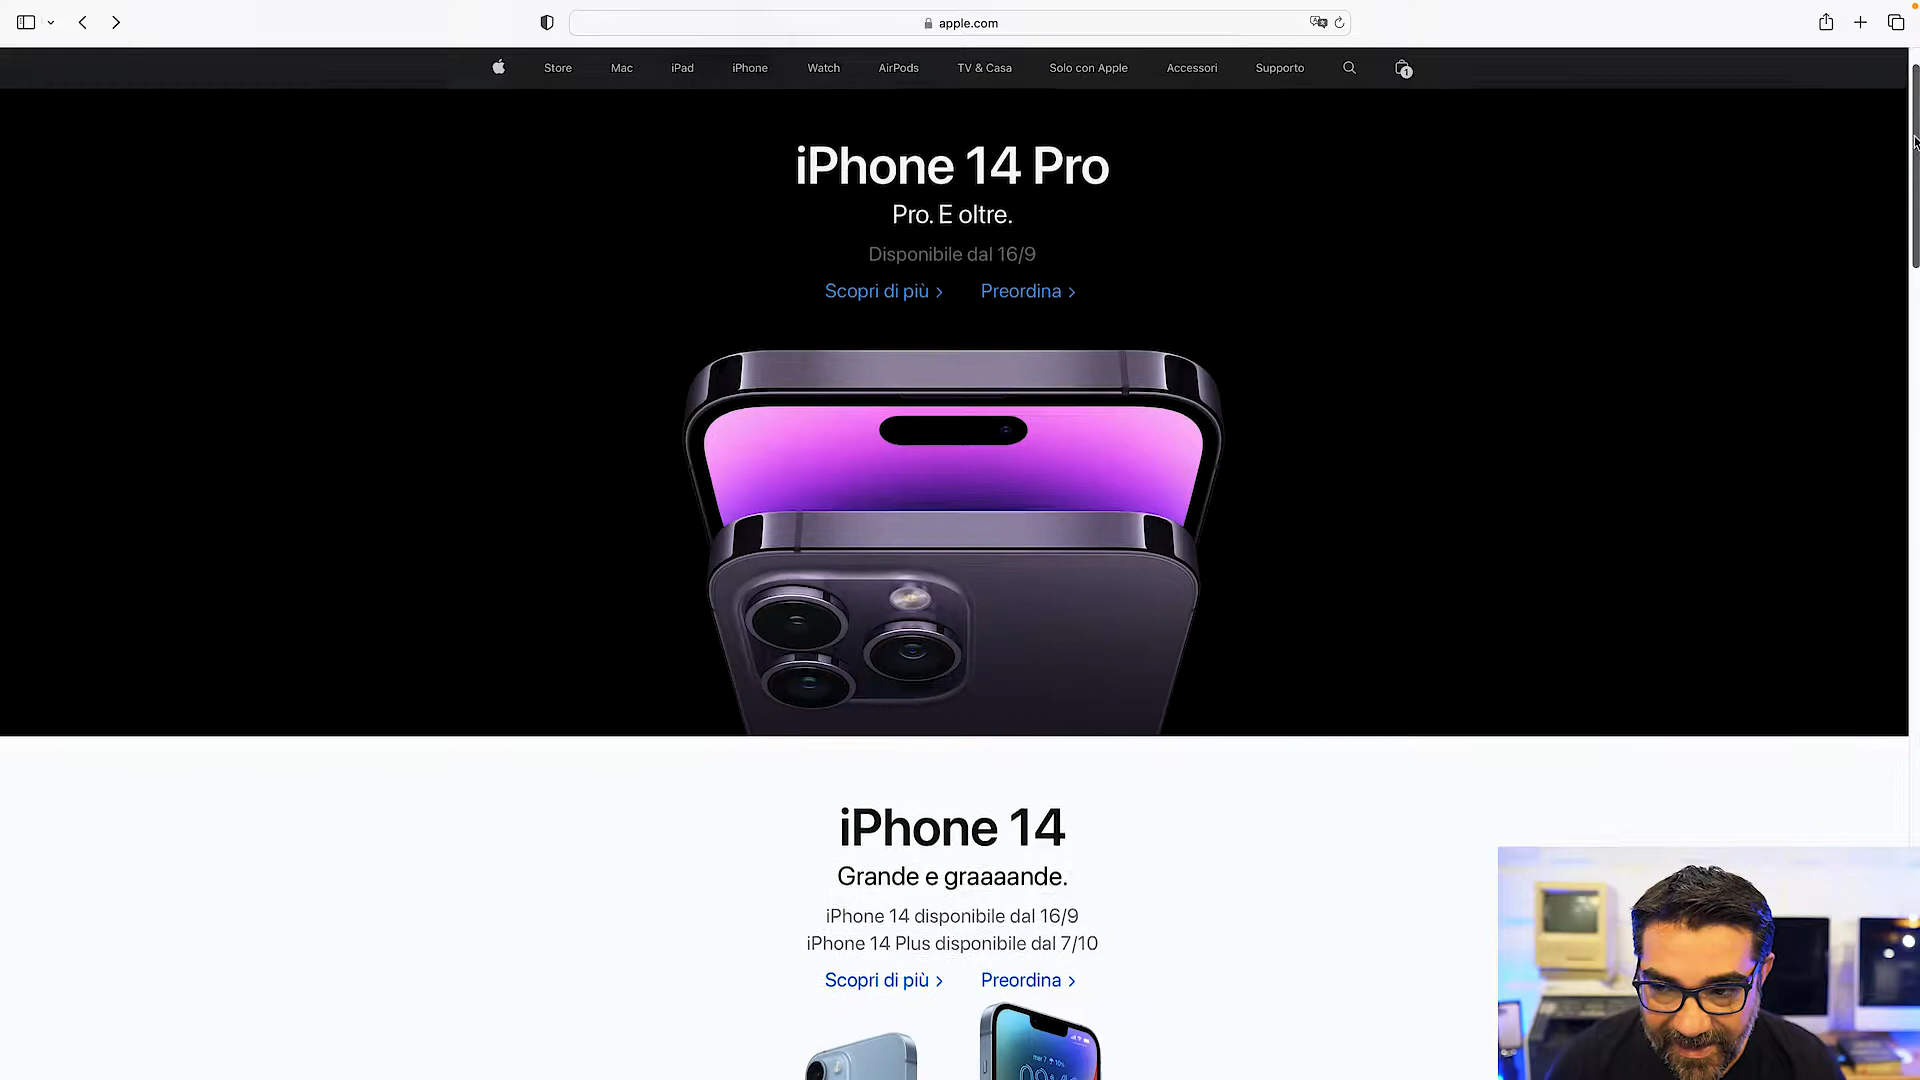 apple.com
Store Mac iPad iPhone Watch AirPods TV & Casa Solo con Apple Accessori Supporto 1
iPhone 14 Pro
Pro. E oltre.
Disponibile dal 16/9
Scopri di più > Preordina >
iPhone 14
Grande e graaaande.
iPhone 14 disponibile dal 16/9
iPhone 14 Plus disponibile dal 7/10
Scopri di più > Preordina >